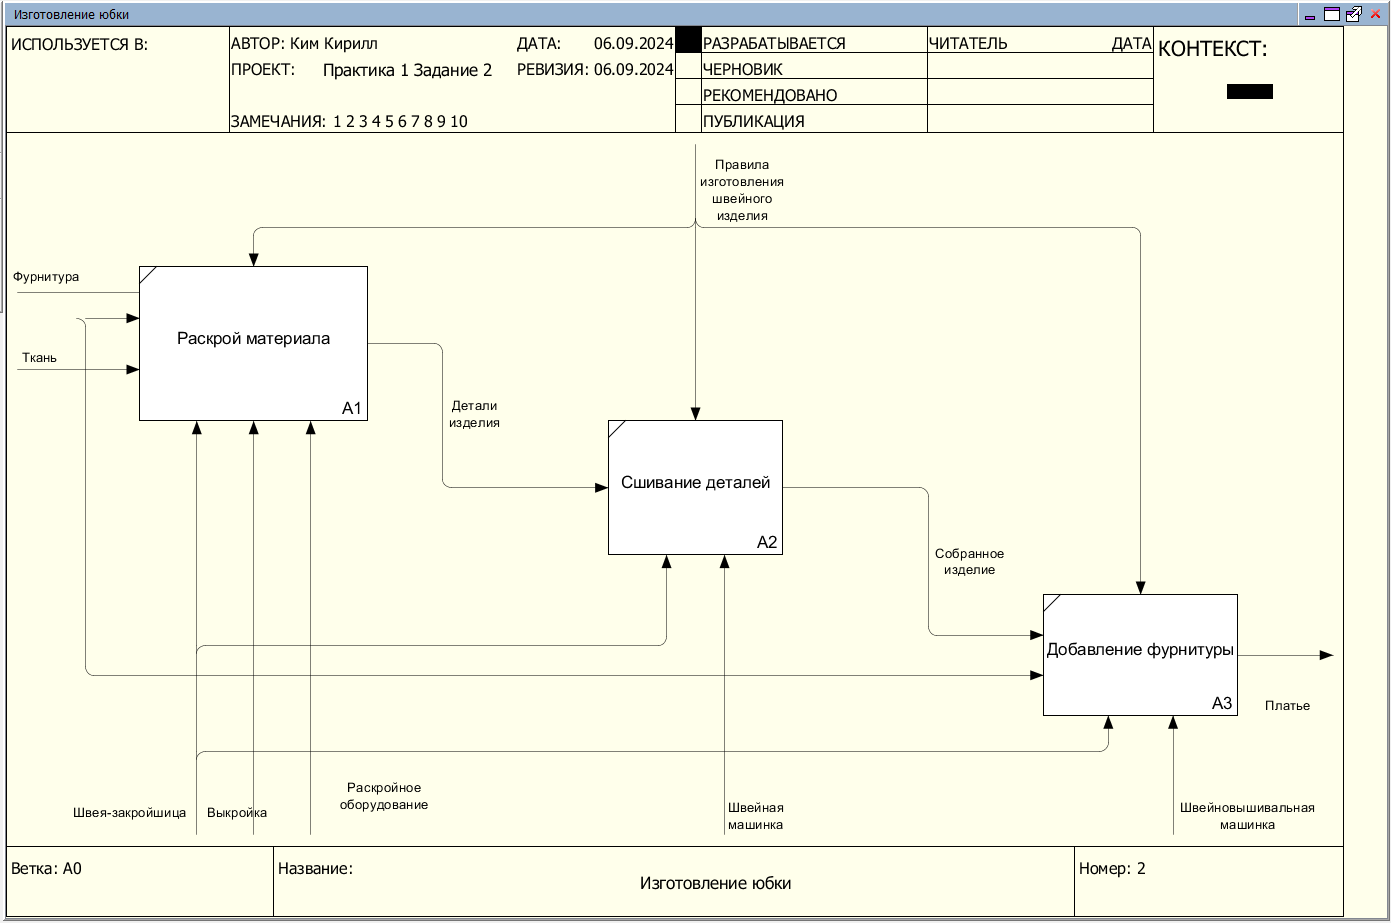 Изготовление юбки
ИСПОЛЬЗУЕТСЯ В:
АВТОР: Ким Кирилл
ДАТА: 06.09.2024
РАЗРАБАТЫВАЕТСЯ
ЧИТАТЕЛЬ
ДАТА
КОНТЕКСТ:
ПРОЕКТ: Практика 1 Задание 2
РЕВИЗИЯ: 06.09.2024
ЧЕРНОВИК
РЕКОМЕНДОВАНО
ЗАМЕЧАНИЯ: 1 2 3 4 5 6 7 8 9 10
ПУБЛИКАЦИЯ
Правила
изготовления
швейного
изделия
Фурнитура
Раскрой материала
Ткань
A1
Детали
изделия
Сшивание деталей
A2
Собранное
изделие
Добавление фурнитуры
A3
Платье
Швея-закройшица
Выкройка
Раскройное
оборудование
Швейная
машинка
Швейновышивальная
машинка
Ветка: A0
Название:
Изготовление юбки
Номер: 2